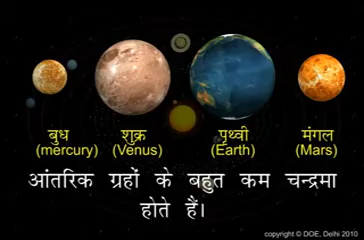 बुध शुक्र पृथ्वी मंगल
(mercury) (Venus) (Earth) (Mars)
आंतरिक ग्रहों के बहुत कम चन्द्रमा
होते हैं।
copyright © DOE, Delhi 2010